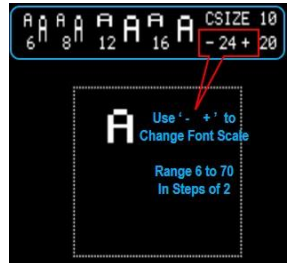 A A A A A A A A A CSIZE 10
6 8 12 16 - 24 + 20
A
Use ‘ - + ’ to
Change Font Scale
Range 6 to 70
In Steps of 2